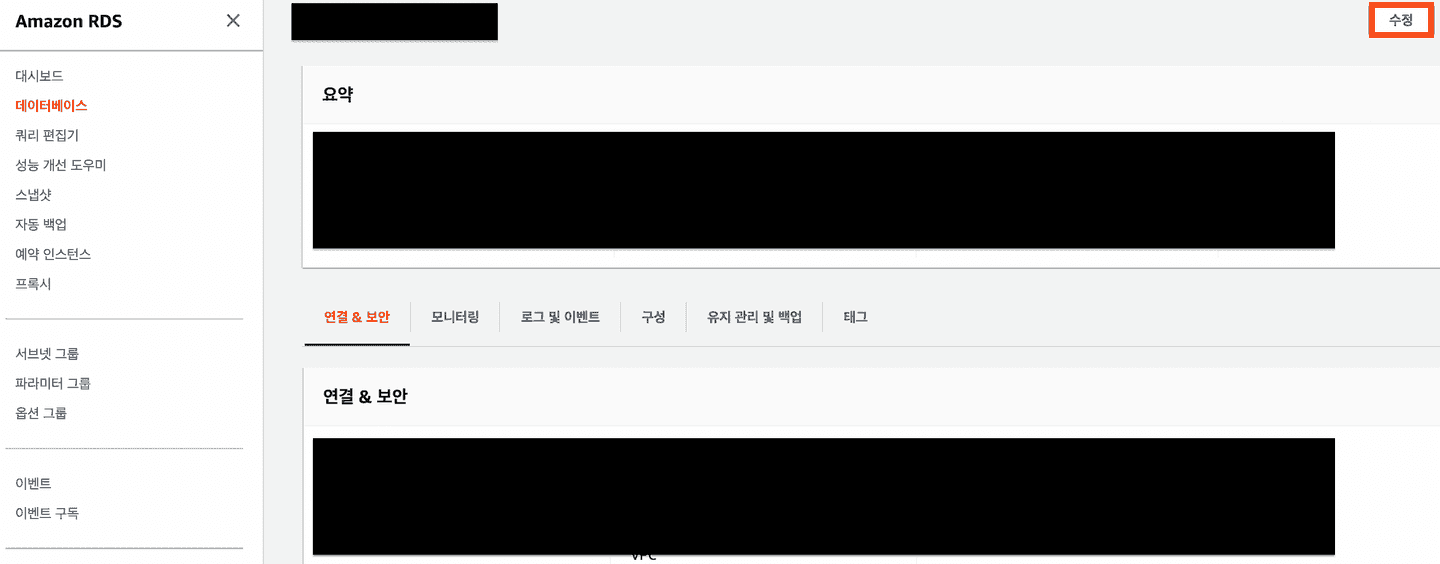 Amazon RDS
대시보드
데이터베이스
쿼리 편집기
성능 개선 도우미
스냅샷
자동 백업
예약 인스턴스
프록시
서브넷 그룹
파라미터 그룹
옵션 그룹
이벤트
이벤트 구독
수정
요약
연결 & 보안 모니터링 로그 및 이벤트 구성 유지 관리 및 백업 태그
연결 & 보안
VPC